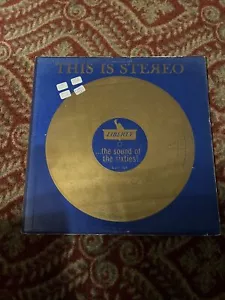 THIS IS STEREO
LIBERTY
...the sound of
the sixties!